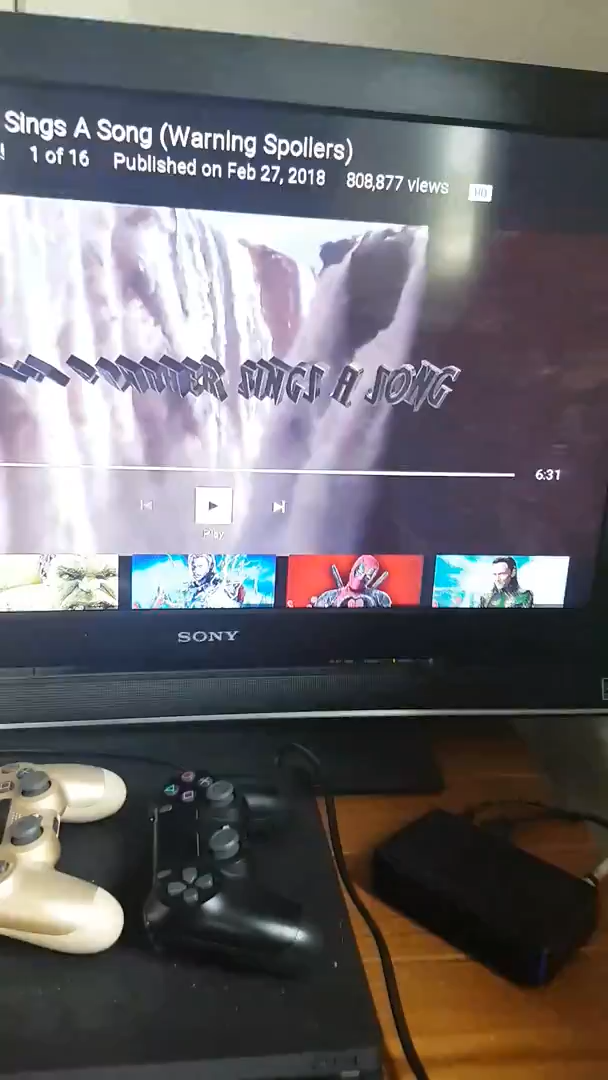 Sings A Song (Warning Spoilers)
! 1 of 16 Published on Feb 27, 2018 808,877 views HD
SINGS A SONG
6:31
Play
SONY